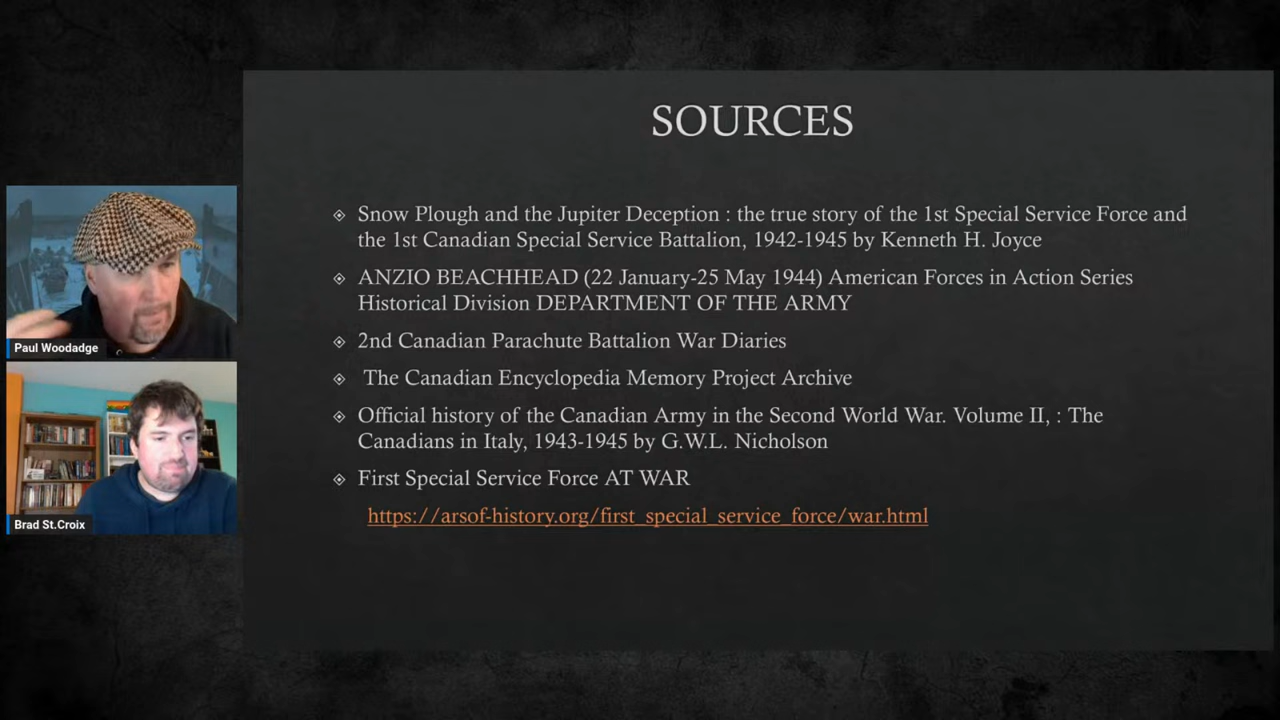 SOURCES
Snow Plough and the Jupiter Deception : the true story of the 1st Special Service Force and
the 1st Canadian Special Service Battalion, 1942-1945 by Kenneth H. Joyce
ANZIO BEACHHEAD (22 January-25 May 1944) American Forces in Action Series
Historical Division DEPARTMENT OF THE ARMY
2nd Canadian Parachute Battalion War Diaries
The Canadian Encyclopedia Memory Project Archive
Official history of the Canadian Army in the Second World War. Volume II, : The
Canadians in Italy, 1943-1945 by G.W.L. Nicholson
First Special Service Force AT WAR
https://arsof-history.org/first_special_service_force/war.html
Paul Woodadge
Brad St.Croix